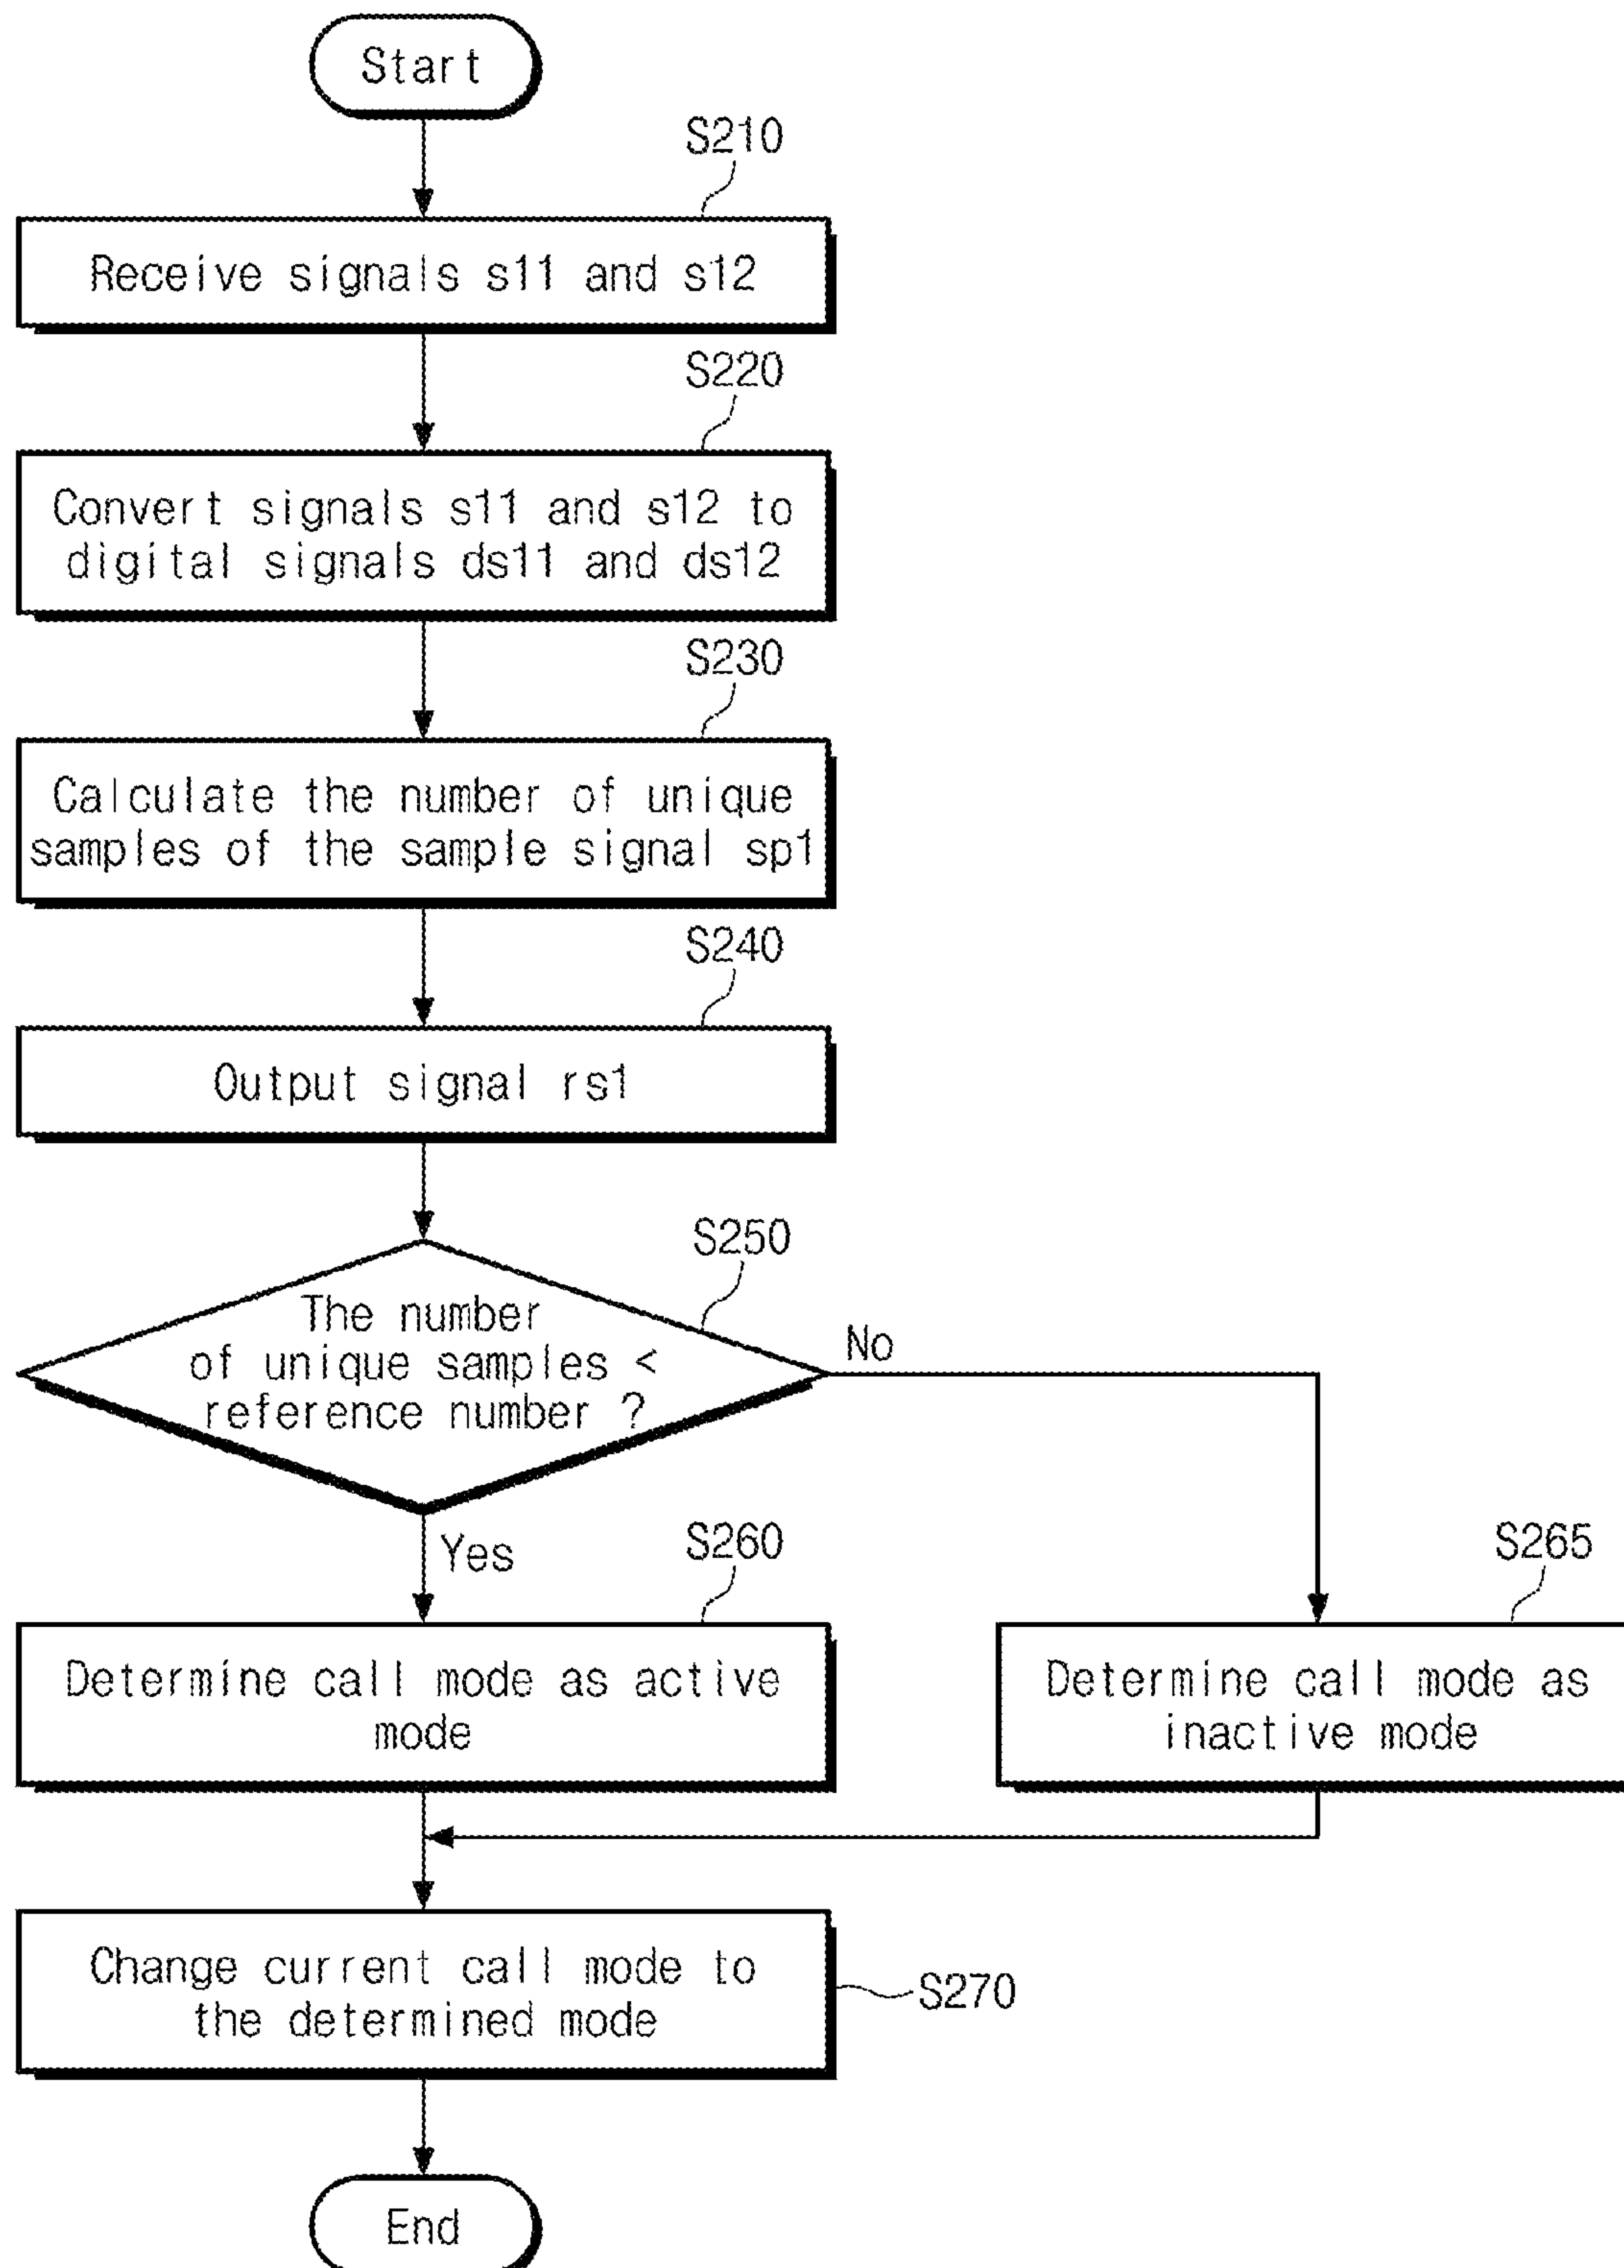 Start
S210
Receive signals s11 and s12
S220
Convert signals s11 and s12 to
digital signals ds11 and ds12
S230
Calculate the number of unique
samples of the sample signal sp1
S240
Output signal rs1
S250
The number
of unique samples <
reference number ?
No
Yes
S260
Determine call mode as active
mode
S265
Determine call mode as
inactive mode
Change current call mode to
the determined mode
S270
End